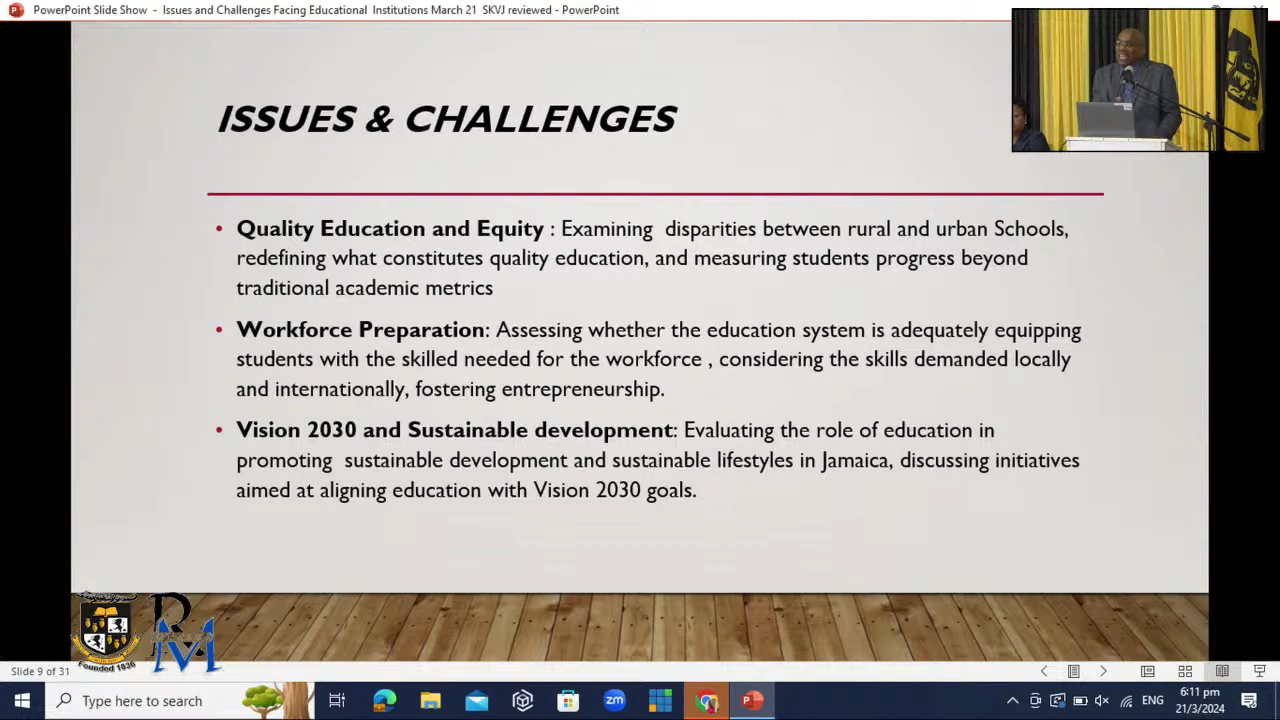 PowerPoint Slide Show - Issues and Challenges Facing Educational Institutions March 21 SKVJ reviewed - PowerPoint
ISSUES & CHALLENGES
• Quality Education and Equity : Examining disparities between rural and urban Schools,
redefining what constitutes quality education, and measuring students progress beyond
traditional academic metrics
• Workforce Preparation: Assessing whether the education system is adequately equipping
students with the skilled needed for the workforce , considering the skills demanded locally
and internationally, fostering entrepreneurship.
• Vision 2030 and Sustainable development: Evaluating the role of education in
promoting sustainable development and sustainable lifestyles in Jamaica, discussing initiatives
aimed at aligning education with Vision 2030 goals.
Founded 1836
RM
Slide 9 of 31
Type here to search
zm
ENG
6:11 pm
21/3/2024